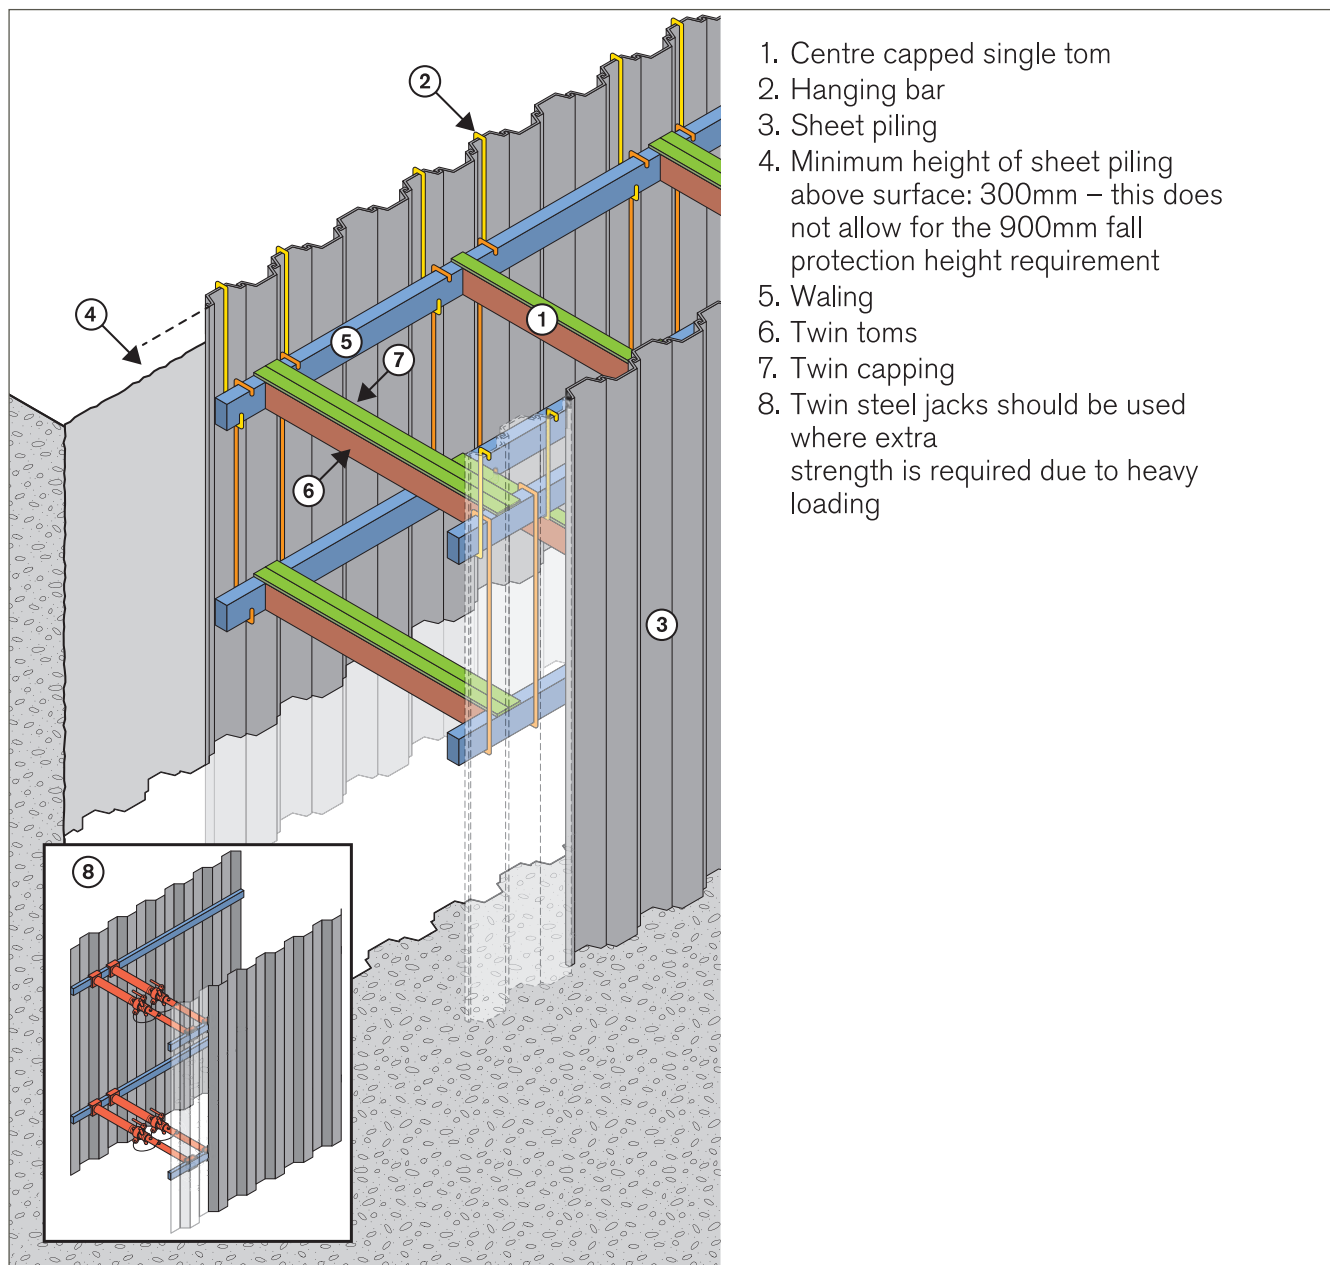 2
4
5
7
1
6
3
8
1. Centre capped single tom
2. Hanging bar
3. Sheet piling
4. Minimum height of sheet piling
above surface: 300mm – this does
not allow for the 900mm fall
protection height requirement
5. Waling
6. Twin toms
7. Twin capping
8. Twin steel jacks should be used
where extra
strength is required due to heavy
loading